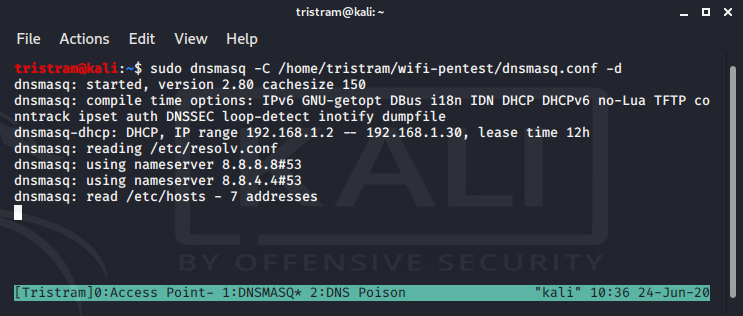 tristram@kali: ~
File Actions Edit View Help
tristram@kali:~$ sudo dnsmasq -C /home/tristram/wifi-pentest/dnsmasq.conf -d
dnsmasq: started, version 2.80 cachesize 150
dnsmasq: compile time options: IPv6 GNU-getopt DBus i18n IDN DHCP DHCPv6 no-Lua TFTP co
nntrack ipset auth DNSSEC loop-detect inotify dumpfile
dnsmasq-dhcp: DHCP, IP range 192.168.1.2 -- 192.168.1.30, lease time 12h
dnsmasq: reading /etc/resolv.conf
dnsmasq: using nameserver 8.8.8.8#53
dnsmasq: using nameserver 8.8.4.4#53
dnsmasq: read /etc/hosts - 7 addresses
KALI
BY OFFENSIVE SECURITY
[Tristram]0:Access Point- 1:DNSMASQ* 2:DNS Poison "kali" 10:36 24-Jun-20